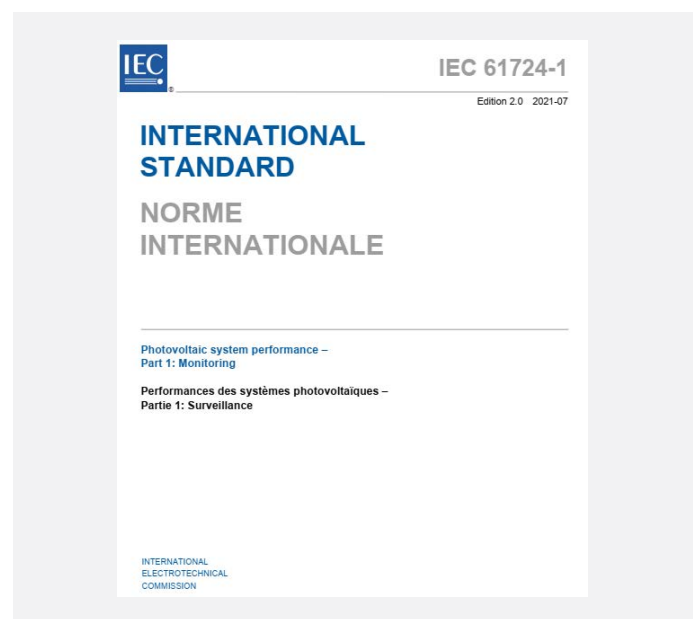 IEC
®
IEC 61724-1
Edition 2.0 2021-07
INTERNATIONAL
STANDARD
NORME
INTERNATIONALE
Photovoltaic system performance –
Part 1: Monitoring
Performances des systèmes photovoltaïques –
Partie 1: Surveillance
INTERNATIONAL
ELECTROTECHNICAL
COMMISSION